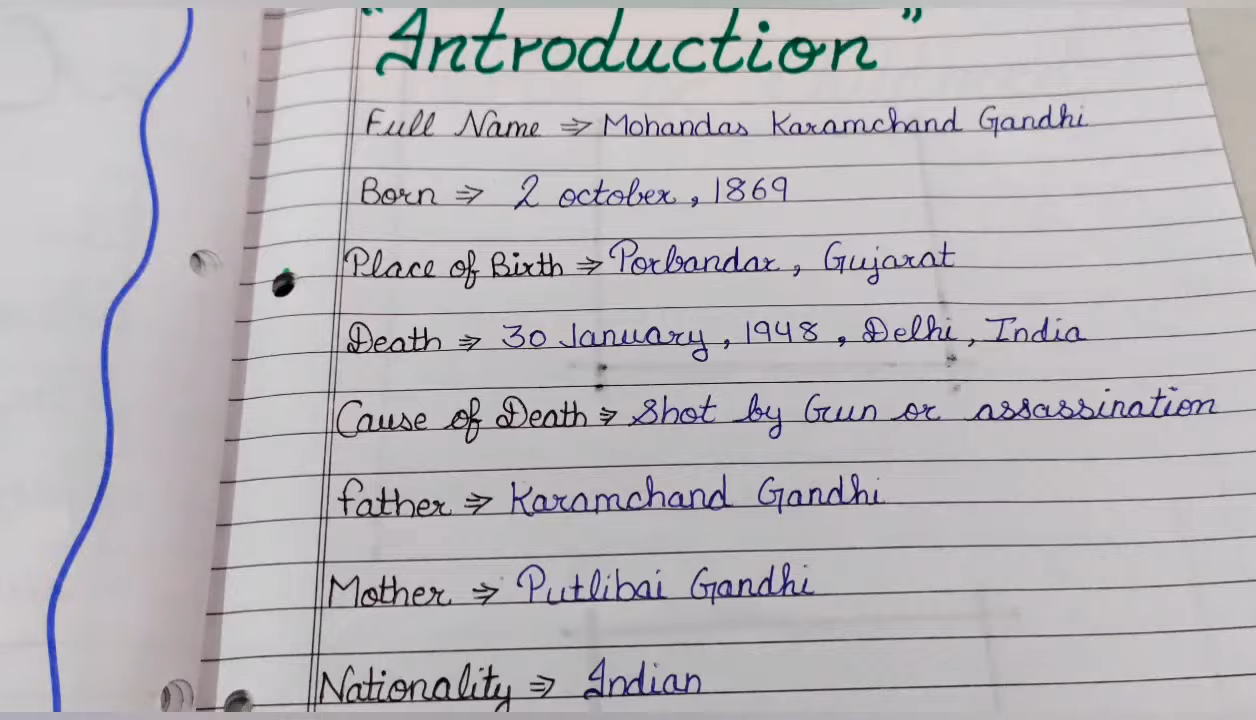 "Introduction"
Full Name ⇒ Mohandas Karamchand Gandhi
Born ⇒ 2 october, 1869
Place of Birth ⇒ Porbandar, Gujarat
Death ⇒ 30 January, 1948, Delhi, India
Cause of Death ⇒ Shot by Gun or assassination
father ⇒ Karamchand Gandhi
Mother ⇒ Putlibai Gandhi
Nationality ⇒ Indian